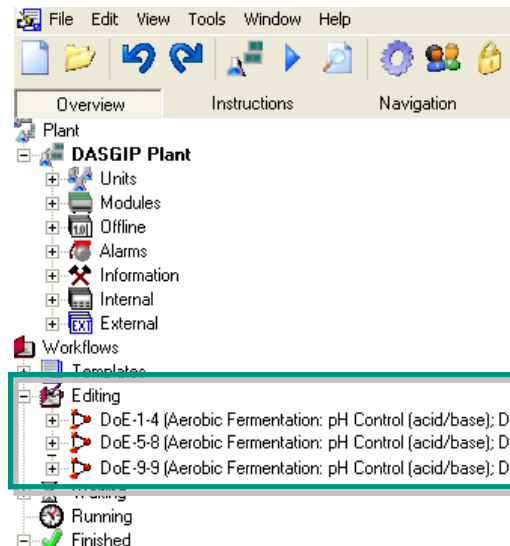 File Edit View Tools Window Help
Overview Instructions Navigation
Plant
DASGIP Plant
Units
Modules
Offline
Alarms
Information
Internal
EXT External
Workflows
Templates
Editing
DoE-1-4 (Aerobic Fermentation: pH Control (acid/base); D
DoE-5-8 (Aerobic Fermentation: pH Control (acid/base); D
DoE-9-9 (Aerobic Fermentation: pH Control (acid/base); D
Waiting
Running
Finished